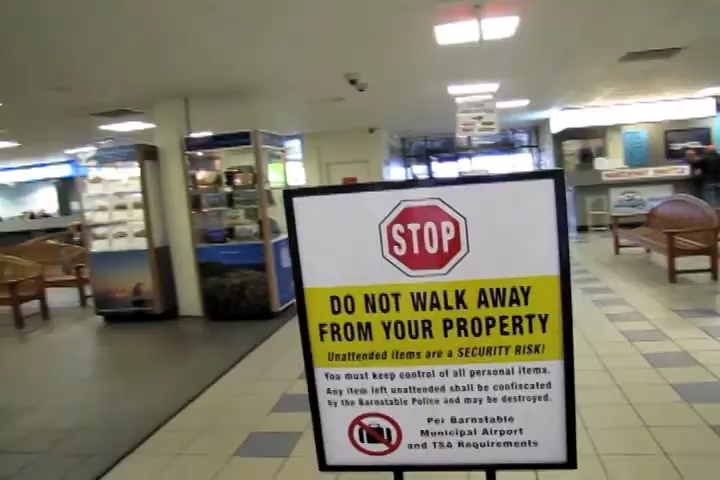 STOP
DO NOT WALK AWAY
FROM YOUR PROPERTY
Unattended items are a SECURITY RISK!
You must keep control of all personal items.
Any item left unattended shall be confiscated
by the Barnstable Police and may be destroyed.
Per Barnstable
Municipal Airport
and TSA Requirements